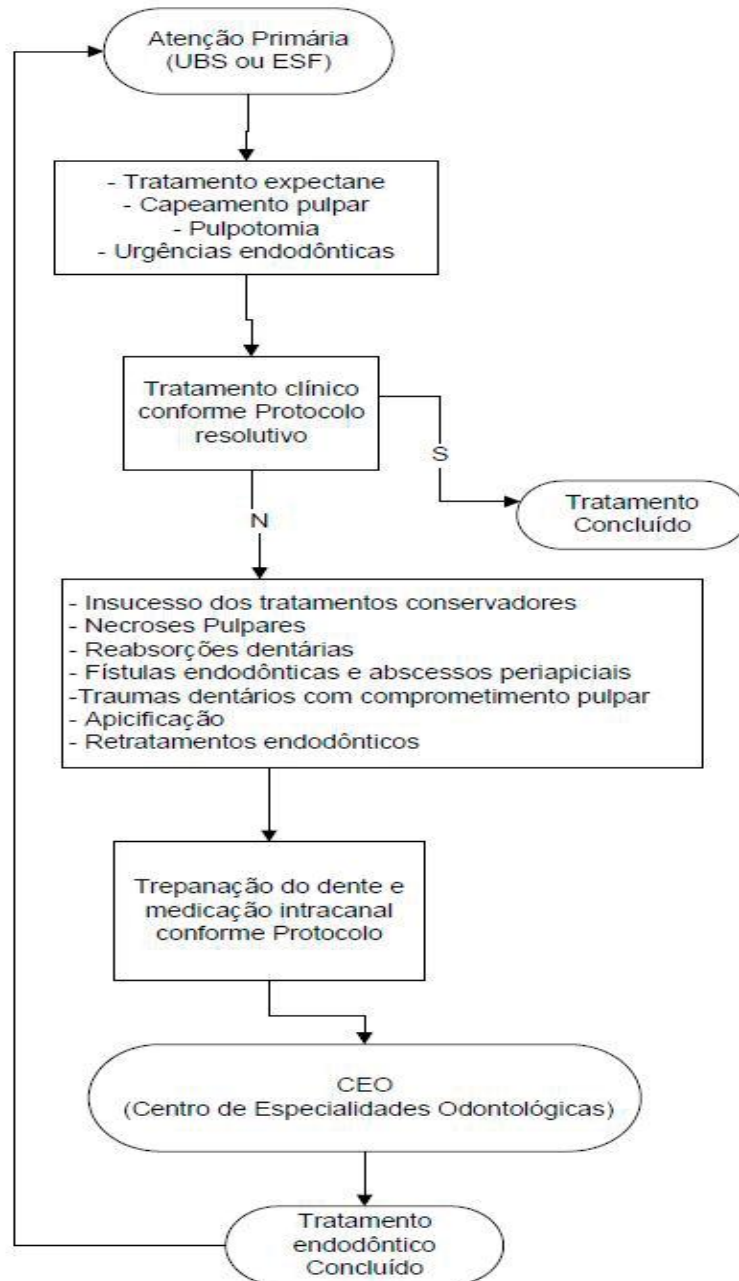 Atenção Primária
(UBS ou ESF)
- Tratamento expectane
- Capeamento pulpar
- Pulpotomia
- Urgências endodônticas
Tratamento clínico
conforme Protocolo
resolutivo
S
Tratamento
Concluído
N
- Insucesso dos tratamentos conservadores
- Necroses Pulpares
- Reabsorções dentárias
- Fístulas endodônticas e abscessos periapiciais
-Traumas dentários com comprometimento pulpar
- Apicificação
- Retratamentos endodônticos
Trepanação do dente e
medicação intracanal
conforme Protocolo
CEO
(Centro de Especialidades Odontológicas)
Tratamento
endodôntico
Concluído